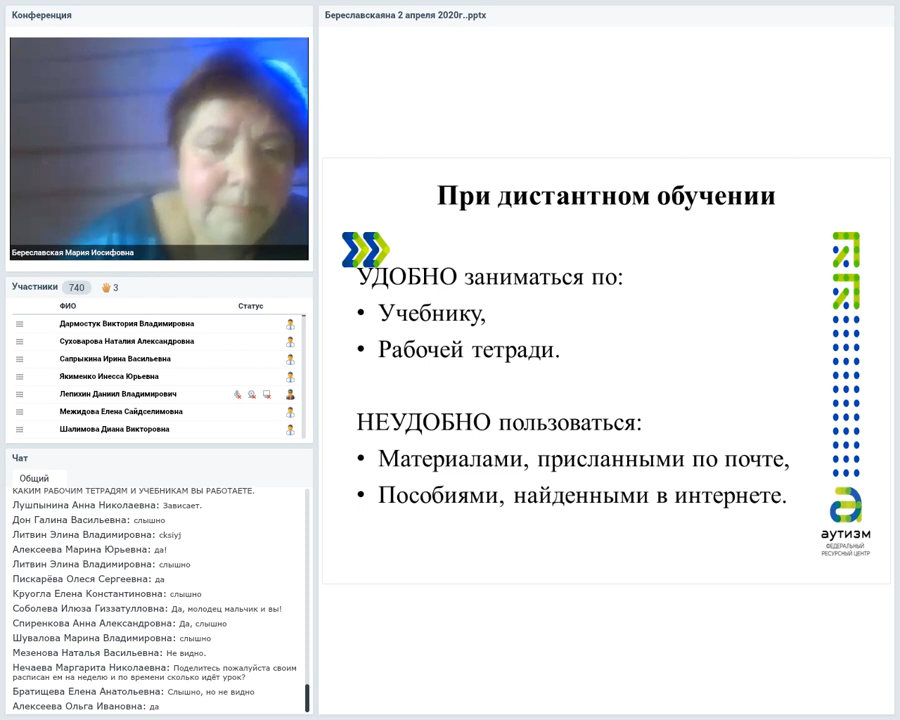 Конференция
Береславская Мария Иосифовна
Участники 740 3
ФИО Статус
Дармостук Виктория Владимировна
Суховарова Наталия Александровна
Сапрыкина Ирина Васильевна
Якименко Инесса Юрьевна
Лепихин Даниил Владимирович
Межидова Елена Сайдселимовна
Шалимова Диана Викторовна
Чат
Общий
КАКИМ РАБОЧИМ ТЕТРАДЯМ И УЧЕБНИКАМ ВЫ РАБОТАЕТЕ.
Лушпынина Анна Николаевна: Зависает.
Дон Галина Васильевна: слышно
Литвин Элина Владимировна: cksiyj
Алексеева Марина Юрьевна: да!
Литвин Элина Владимировна: слышно
Пискарёва Олеся Сергеевна: да
Круогла Елена Константиновна: слышно
Соболева Илюза Гиззатулловна: Да, молодец мальчик и вы!
Спиренкова Анна Александровна: Да, слышно
Шувалова Марина Владимировна: слышно
Мезенова Наталья Васильевна: Не видно.
Нечаева Маргарита Николаевна: Поделитесь пожалуйста своим
расписан ем на неделю и по времени сколько идёт урок?
Братищева Елена Анатольевна: Слышно, но не видно
Алексеева Ольга Ивановна: да
Береславскаяна 2 апреля 2020г..pptx
При дистантном обучении
УДОБНО заниматься по:
• Учебнику,
• Рабочей тетради.
НЕУДОБНО пользоваться:
• Материалами, присланными по почте,
• Пособиями, найденными в интернете.
аутизм
ФЕДЕРАЛЬНЫЙ
РЕСУРСНЫЙ ЦЕНТР